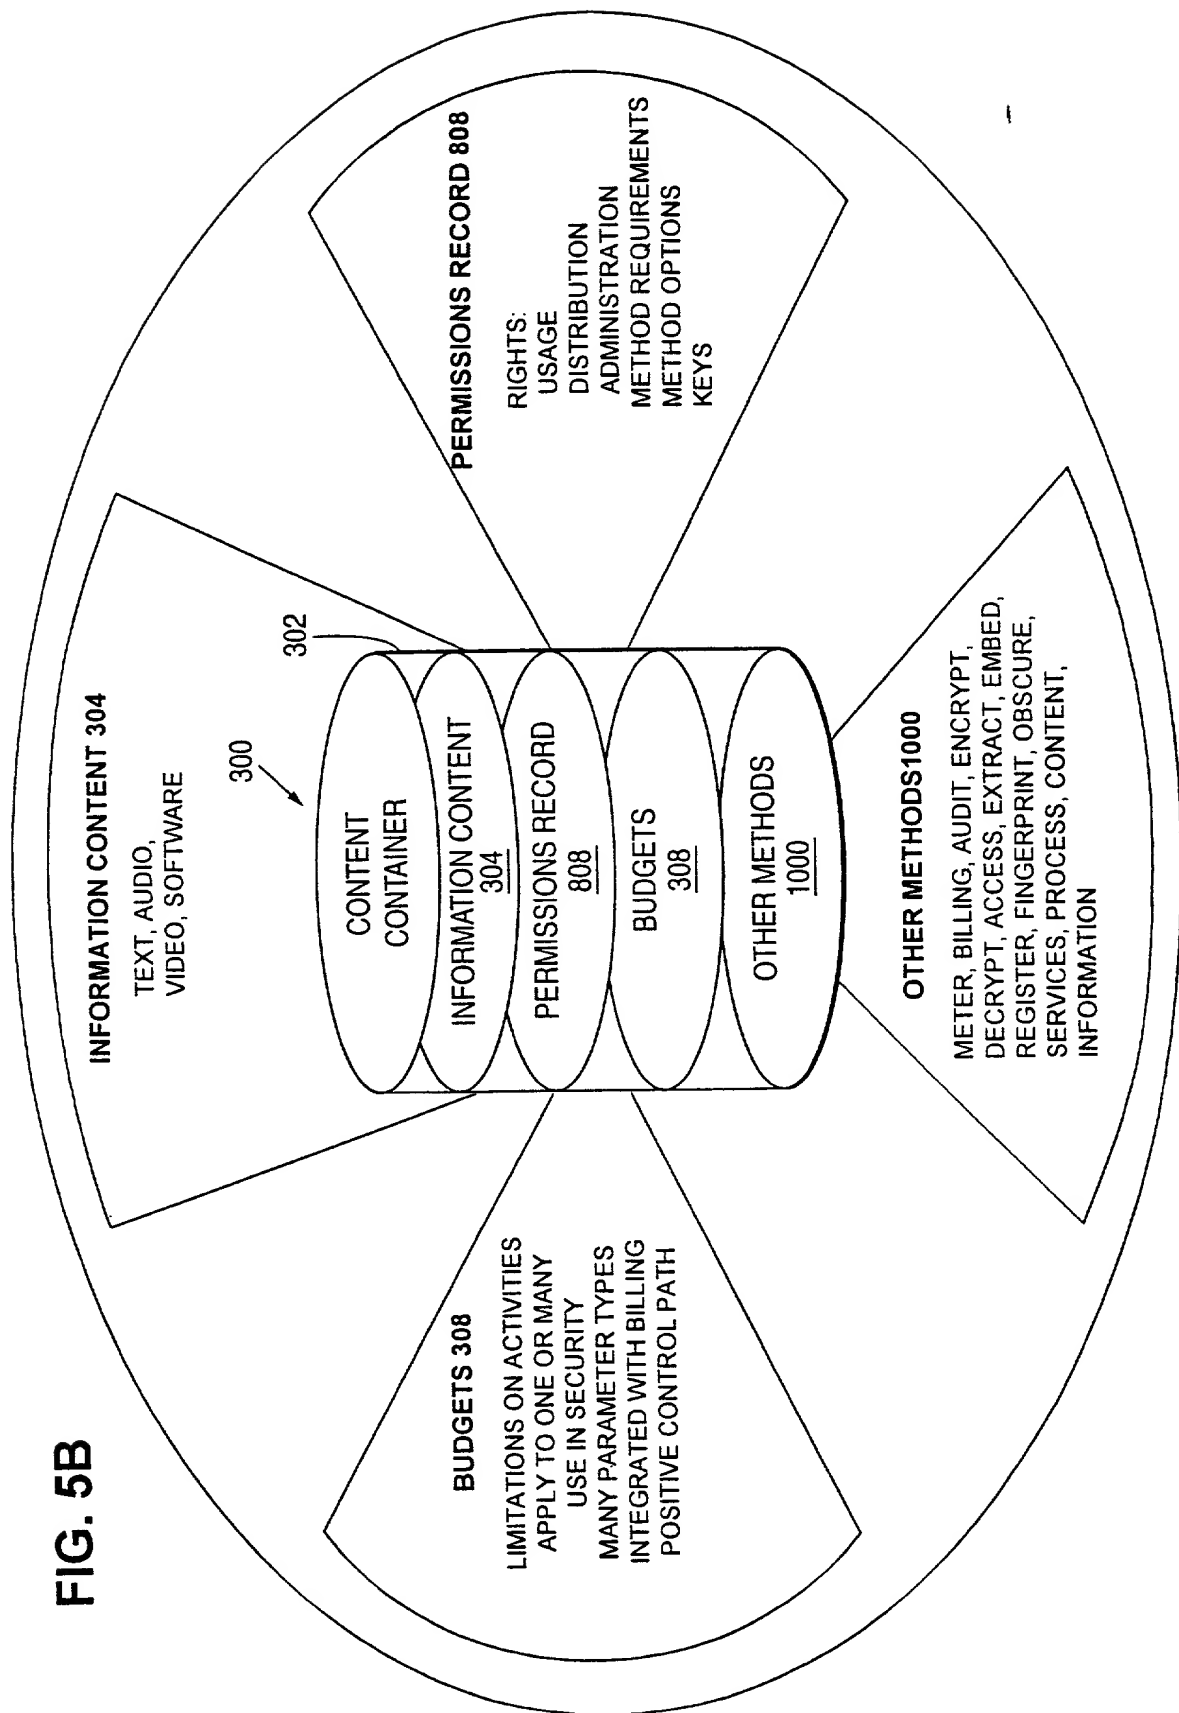 FIG. 5B
INFORMATION CONTENT 304
TEXT, AUDIO,
VIDEO, SOFTWARE
300
302
CONTENT
CONTAINER
INFORMATION CONTENT
304
PERMISSIONS RECORD
808
BUDGETS
308
OTHER METHODS
1000
BUDGETS 308
LIMITATIONS ON ACTIVITIES
APPLY TO ONE OR MANY
USE IN SECURITY
MANY PARAMETER TYPES
INTEGRATED WITH BILLING
POSITIVE CONTROL PATH
PERMISSIONS RECORD 808
RIGHTS:
USAGE
DISTRIBUTION
ADMINISTRATION
METHOD REQUIREMENTS
METHOD OPTIONS
KEYS
OTHER METHODS1000
METER, BILLING, AUDIT, ENCRYPT,
DECRYPT, ACCESS, EXTRACT, EMBED,
REGISTER, FINGERPRINT, OBSCURE,
SERVICES, PROCESS, CONTENT,
INFORMATION